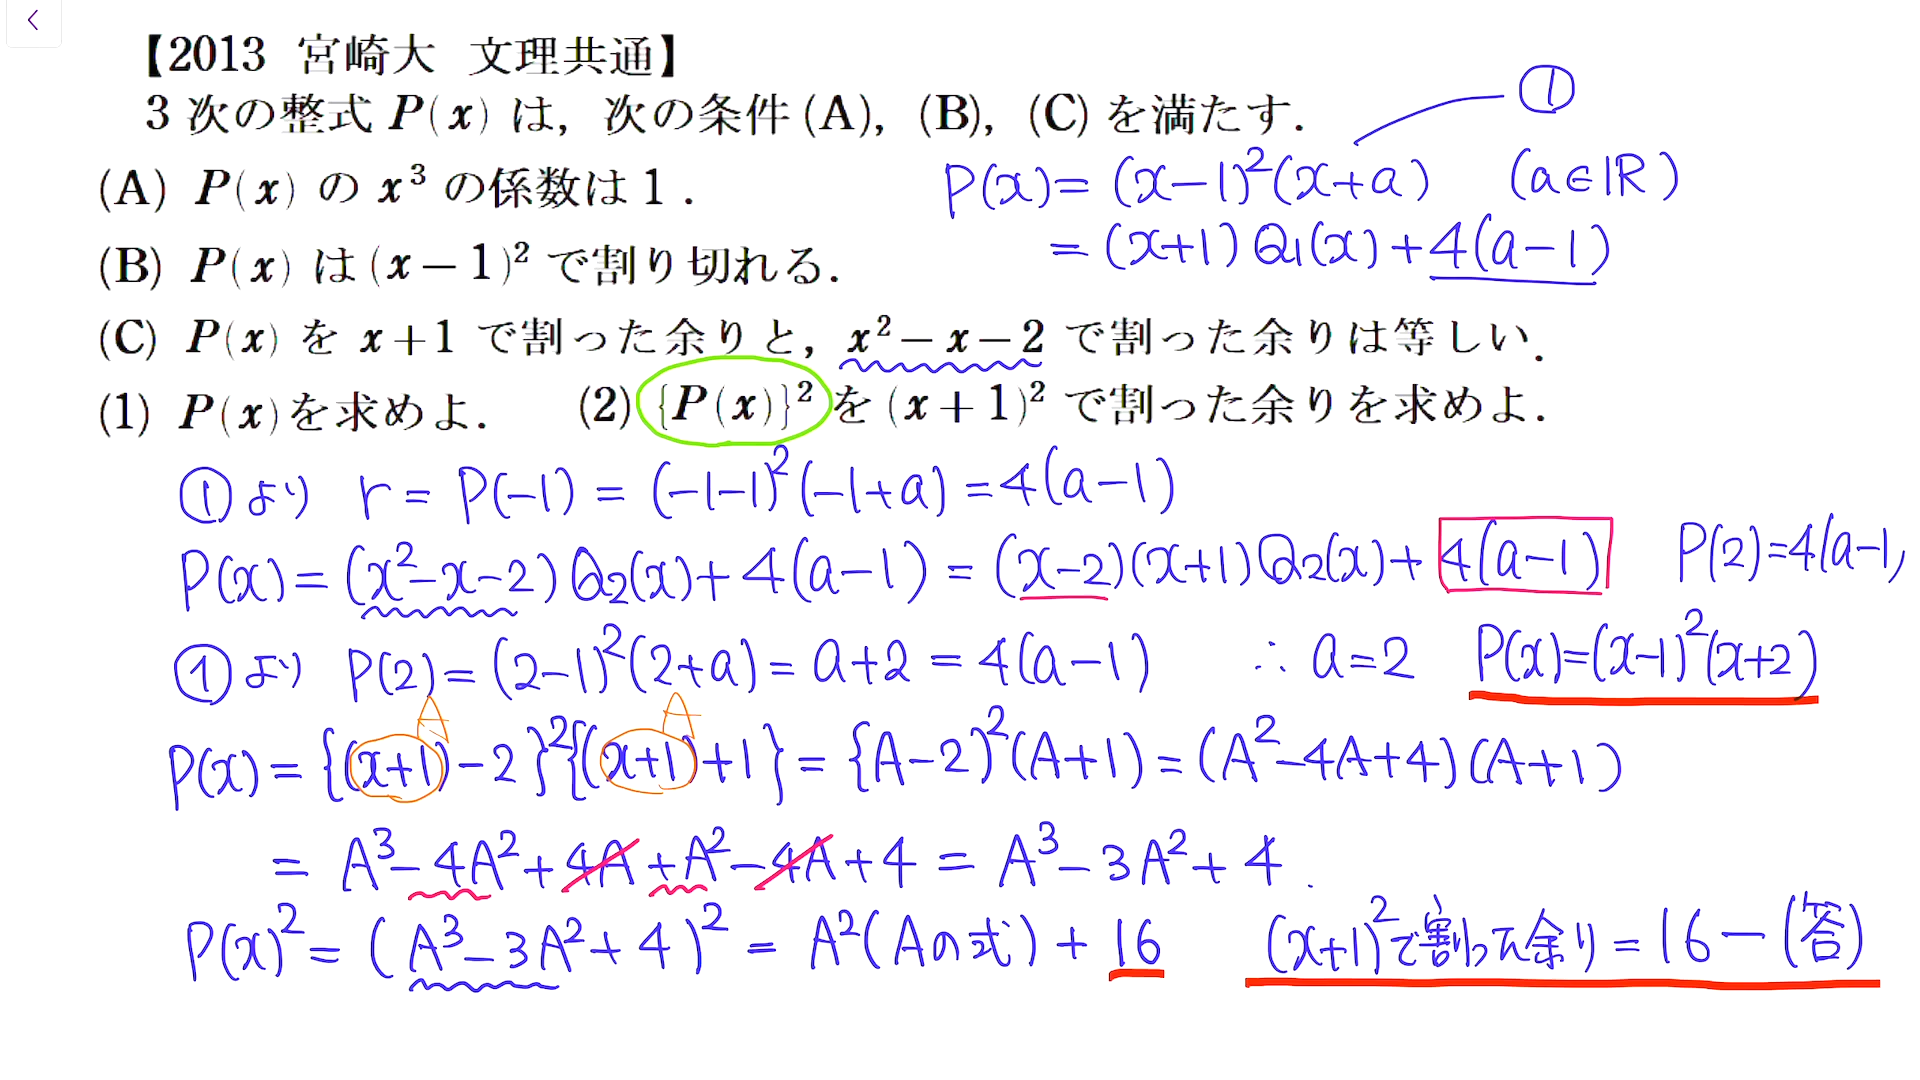 【2013 宮崎大 文理共通】
3次の整式 P(x) は, 次の条件 (A), (B), (C) を満たす.
①
(A) P(x) の x³ の係数は 1 .
P(x) = (x-1)²(x+a) (a∈ℝ)
(B) P(x) は (x-1)² で割り切れる.
= (x+1) Q₁(x) + 4(a-1)
(C) P(x) を x+1 で割った余りと, x²-x-2 で割った余りは等しい.
(1) P(x)を求めよ. (2) {P(x)}² を (x+1)² で割った余りを求めよ.
①より r = P(-1) = (-1-1)²(-1+a) = 4(a-1)
P(x) = (x²-x-2) Q₂(x) + 4(a-1) = (x-2)(x+1) Q₂(x) + 4(a-1) P(2)=4(a-1)
①より P(2) = (2-1)²(2+a) = a+2 = 4(a-1) ∴ a=2 P(x)=(x-1)²(x+2)
A A
P(x) = {(x+1)-2}²{(x+1)+1} = {A-2)²(A+1) = (A²-4A+4)(A+1)
= A³-4A²+4A+A²-4A+4 = A³-3A²+4.
P(x)² = (A³-3A²+4)² = A²(Aの式) + 16 (x+1)²で割った余り = 16 ー(答)